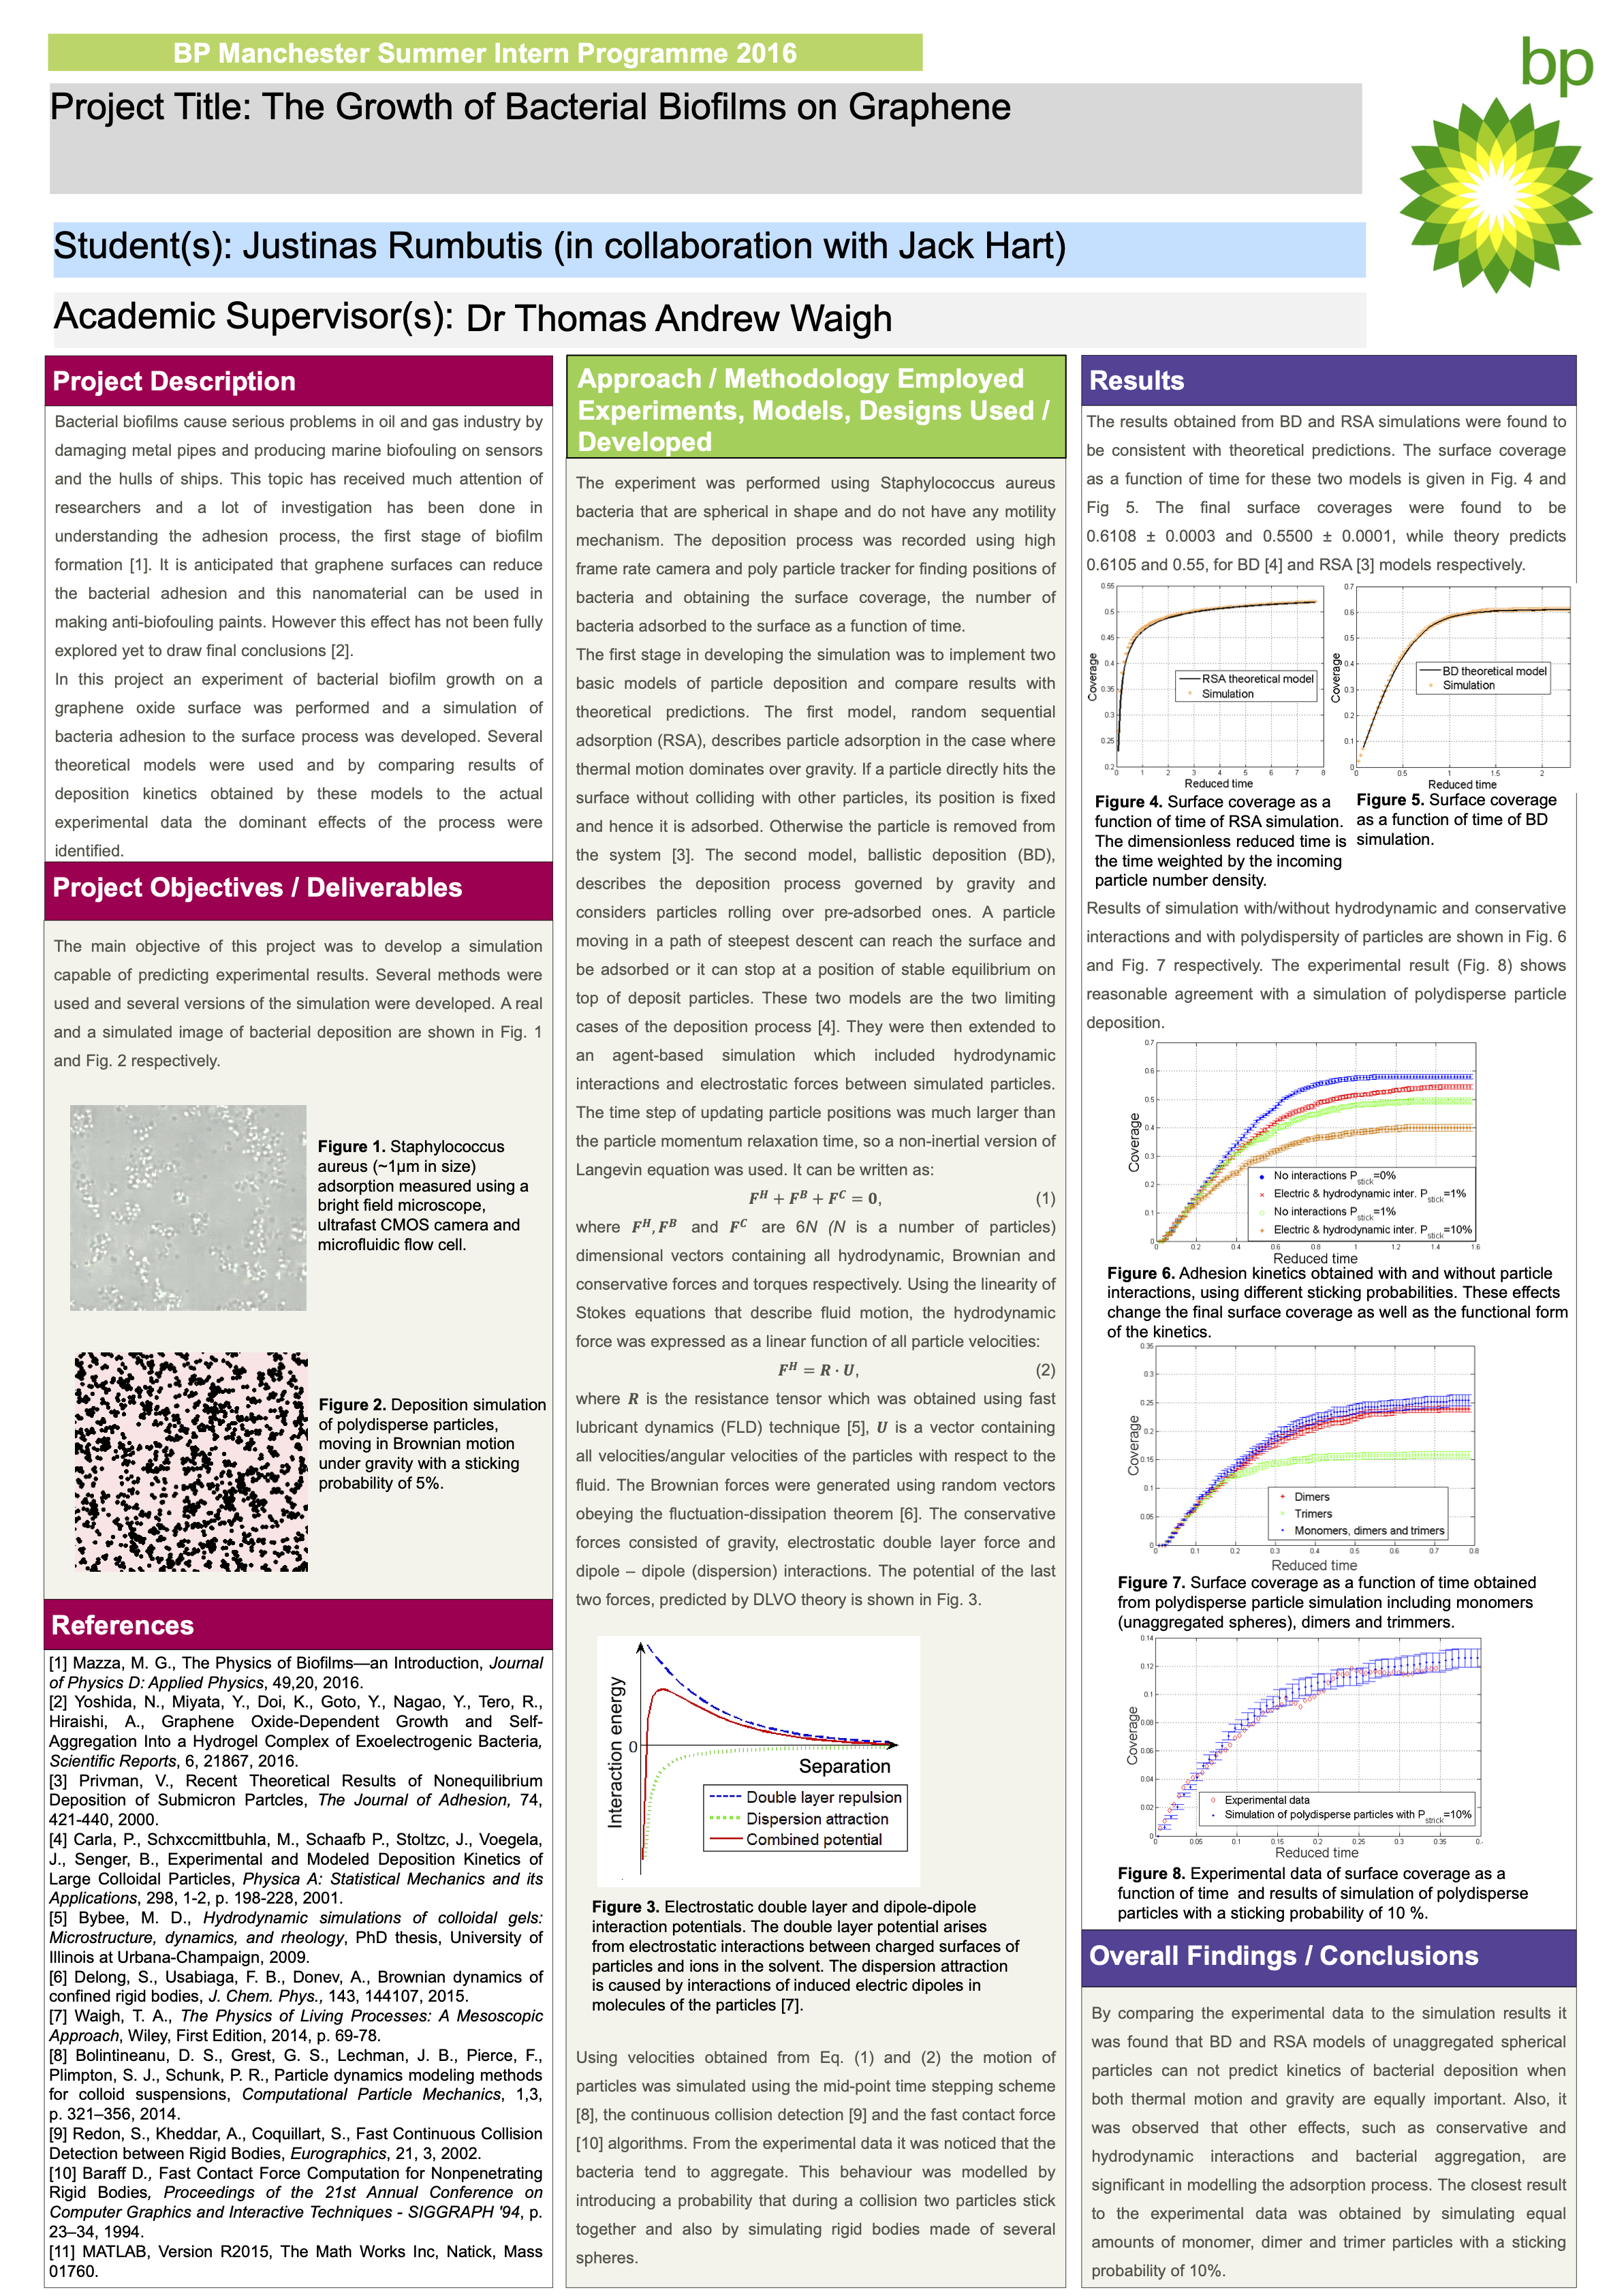 BP Manchester Summer Intern Programme 2016
bp
Project Title: The Growth of Bacterial Biofilms on Graphene
Student(s): Justinas Rumbutis (in collaboration with Jack Hart)
Academic Supervisor(s): Dr Thomas Andrew Waigh
Project Description
Bacterial biofilms cause serious problems in oil and gas industry by
damaging metal pipes and producing marine biofouling on sensors
and the hulls of ships. This topic has received much attention of
researchers and a lot of investigation has been done in
understanding the adhesion process, the first stage of biofilm
formation [1]. It is anticipated that graphene surfaces can reduce
the bacterial adhesion and this nanomaterial can be used in
making anti-biofouling paints. However this effect has not been fully
explored yet to draw final conclusions [2].
In this project an experiment of bacterial biofilm growth on a
graphene oxide surface was performed and a simulation of
bacteria adhesion to the surface process was developed. Several
theoretical models were used and by comparing results of
deposition kinetics obtained by these models to the actual
experimental data the dominant effects of the process were
identified.
Project Objectives / Deliverables
The main objective of this project was to develop a simulation
capable of predicting experimental results. Several methods were
used and several versions of the simulation were developed. A real
and a simulated image of bacterial deposition are shown in Fig. 1
and Fig. 2 respectively.
Figure 1. Staphylococcus
aureus (~1μm in size)
adsorption measured using a
bright field microscope,
ultrafast CMOS camera and
microfluidic flow cell.
Figure 2. Deposition simulation
of polydisperse particles,
moving in Brownian motion
under gravity with a sticking
probability of 5%.
References
[1] Mazza, M. G., The Physics of Biofilms—an Introduction, Journal
of Physics D: Applied Physics, 49,20, 2016.
[2] Yoshida, N., Miyata, Y., Doi, K., Goto, Y., Nagao, Y., Tero, R.,
Hiraishi, A., Graphene Oxide-Dependent Growth and Self-
Aggregation Into a Hydrogel Complex of Exoelectrogenic Bacteria,
Scientific Reports, 6, 21867, 2016.
[3] Privman, V., Recent Theoretical Results of Nonequilibrium
Deposition of Submicron Partcles, The Journal of Adhesion, 74,
421-440, 2000.
[4] Carla, P., Schxccmittbuhla, M., Schaafb P., Stoltzc, J., Voegela,
J., Senger, B., Experimental and Modeled Deposition Kinetics of
Large Colloidal Particles, Physica A: Statistical Mechanics and its
Applications, 298, 1-2, p. 198-228, 2001.
[5] Bybee, M. D., Hydrodynamic simulations of colloidal gels:
Microstructure, dynamics, and rheology, PhD thesis, University of
Illinois at Urbana-Champaign, 2009.
[6] Delong, S., Usabiaga, F. B., Donev, A., Brownian dynamics of
confined rigid bodies, J. Chem. Phys., 143, 144107, 2015.
[7] Waigh, T. A., The Physics of Living Processes: A Mesoscopic
Approach, Wiley, First Edition, 2014, p. 69-78.
[8] Bolintineanu, D. S., Grest, G. S., Lechman, J. B., Pierce, F.,
Plimpton, S. J., Schunk, P. R., Particle dynamics modeling methods
for colloid suspensions, Computational Particle Mechanics, 1,3,
p. 321–356, 2014.
[9] Redon, S., Kheddar, A., Coquillart, S., Fast Continuous Collision
Detection between Rigid Bodies, Eurographics, 21, 3, 2002.
[10] Baraff D., Fast Contact Force Computation for Nonpenetrating
Rigid Bodies, Proceedings of the 21st Annual Conference on
Computer Graphics and Interactive Techniques - SIGGRAPH '94, p.
23–34, 1994.
[11] MATLAB, Version R2015, The Math Works Inc, Natick, Mass
01760.
Approach / Methodology Employed
Experiments, Models, Designs Used /
Developed
The experiment was performed using Staphylococcus aureus
bacteria that are spherical in shape and do not have any motility
mechanism. The deposition process was recorded using high
frame rate camera and poly particle tracker for finding positions of
bacteria and obtaining the surface coverage, the number of
bacteria adsorbed to the surface as a function of time.
The first stage in developing the simulation was to implement two
basic models of particle deposition and compare results with
theoretical predictions. The first model, random sequential
adsorption (RSA), describes particle adsorption in the case where
thermal motion dominates over gravity. If a particle directly hits the
surface without colliding with other particles, its position is fixed
and hence it is adsorbed. Otherwise the particle is removed from
the system [3]. The second model, ballistic deposition (BD),
describes the deposition process governed by gravity and
considers particles rolling over pre-adsorbed ones. A particle
moving in a path of steepest descent can reach the surface and
be adsorbed or it can stop at a position of stable equilibrium on
top of deposit particles. These two models are the two limiting
cases of the deposition process [4]. They were then extended to
an agent-based simulation which included hydrodynamic
interactions and electrostatic forces between simulated particles.
The time step of updating particle positions was much larger than
the particle momentum relaxation time, so a non-inertial version of
Langevin equation was used. It can be written as:
F^H + F^B + F^C = 0, (1)
where F^H, F^B and F^C are 6N (N is a number of particles)
dimensional vectors containing all hydrodynamic, Brownian and
conservative forces and torques respectively. Using the linearity of
Stokes equations that describe fluid motion, the hydrodynamic
force was expressed as a linear function of all particle velocities:
F^H = R · U, (2)
where R is the resistance tensor which was obtained using fast
lubricant dynamics (FLD) technique [5], U is a vector containing
all velocities/angular velocities of the particles with respect to the
fluid. The Brownian forces were generated using random vectors
obeying the fluctuation-dissipation theorem [6]. The conservative
forces consisted of gravity, electrostatic double layer force and
dipole – dipole (dispersion) interactions. The potential of the last
two forces, predicted by DLVO theory is shown in Fig. 3.
Interaction energy
0
Separation
Double layer repulsion
Dispersion attraction
Combined potential
Figure 3. Electrostatic double layer and dipole-dipole
interaction potentials. The double layer potential arises
from electrostatic interactions between charged surfaces of
particles and ions in the solvent. The dispersion attraction
is caused by interactions of induced electric dipoles in
molecules of the particles [7].
Using velocities obtained from Eq. (1) and (2) the motion of
particles was simulated using the mid-point time stepping scheme
[8], the continuous collision detection [9] and the fast contact force
[10] algorithms. From the experimental data it was noticed that the
bacteria tend to aggregate. This behaviour was modelled by
introducing a probability that during a collision two particles stick
together and also by simulating rigid bodies made of several
spheres.
Results
The results obtained from BD and RSA simulations were found to
be consistent with theoretical predictions. The surface coverage
as a function of time for these two models is given in Fig. 4 and
Fig 5. The final surface coverages were found to be
0.6108 ± 0.0003 and 0.5500 ± 0.0001, while theory predicts
0.6105 and 0.55, for BD [4] and RSA [3] models respectively.
0.55
0.5
0.45
0.4
0.35
0.3
0.25
0.2
Coverage
RSA theoretical model
Simulation
0 1 2 3 4 5 6 7 8
Reduced time
0.7
0.6
0.5
0.4
0.3
0.2
0.1
0
Coverage
BD theoretical model
Simulation
0 0.5 1 1.5 2
Reduced time
Figure 4. Surface coverage as a
function of time of RSA simulation.
The dimensionless reduced time is
the time weighted by the incoming
particle number density.
Figure 5. Surface coverage
as a function of time of BD
simulation.
Results of simulation with/without hydrodynamic and conservative
interactions and with polydispersity of particles are shown in Fig. 6
and Fig. 7 respectively. The experimental result (Fig. 8) shows
reasonable agreement with a simulation of polydisperse particle
deposition.
0.7
0.6
0.5
0.4
0.3
0.2
0.1
0
Coverage
No interactions Pstick=0%
Electric & hydrodynamic inter. Pstick=1%
No interactions Pstick=1%
Electric & hydrodynamic inter. Pstick=10%
0 0.2 0.4 0.6 0.8 1 1.2 1.4 1.6
Reduced time
Figure 6. Adhesion kinetics obtained with and without particle
interactions, using different sticking probabilities. These effects
change the final surface coverage as well as the functional form
of the kinetics.
0.35
0.3
0.25
0.2
0.15
0.1
0.05
0
Coverage
Dimers
Trimers
Monomers, dimers and trimers
0 0.1 0.2 0.3 0.4 0.5 0.6 0.7 0.8
Reduced time
Figure 7. Surface coverage as a function of time obtained
from polydisperse particle simulation including monomers
(unaggregated spheres), dimers and trimmers.
0.14
0.12
0.1
0.08
0.06
0.04
0.02
0
Coverage
Experimental data
Simulation of polydisperse particles with Pstrick=10%
0 0.05 0.1 0.15 0.2 0.25 0.3 0.35
Reduced time
Figure 8. Experimental data of surface coverage as a
function of time and results of simulation of polydisperse
particles with a sticking probability of 10 %.
Overall Findings / Conclusions
By comparing the experimental data to the simulation results it
was found that BD and RSA models of unaggregated spherical
particles can not predict kinetics of bacterial deposition when
both thermal motion and gravity are equally important. Also, it
was observed that other effects, such as conservative and
hydrodynamic interactions and bacterial aggregation, are
significant in modelling the adsorption process. The closest result
to the experimental data was obtained by simulating equal
amounts of monomer, dimer and trimer particles with a sticking
probability of 10%.